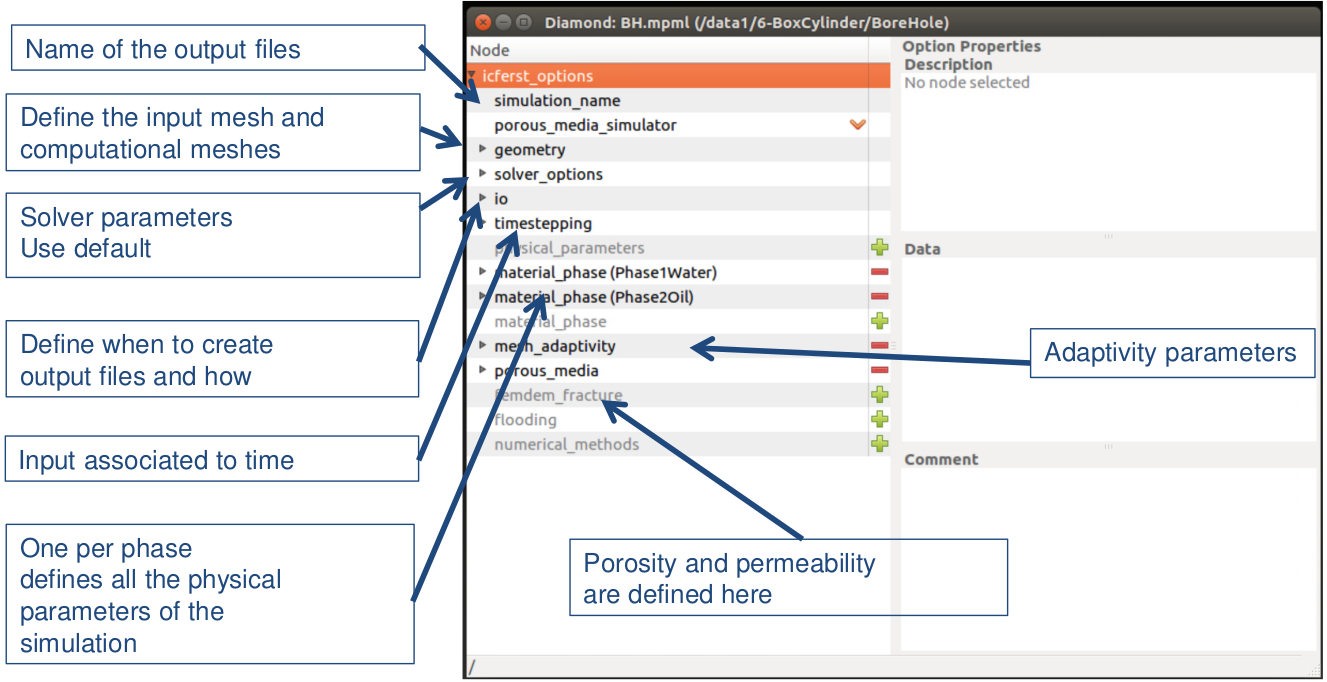 Name of the output files
Define the input mesh and
computational meshes
Solver parameters
Use default
Define when to create
output files and how
Input associated to time
One per phase
defines all the physical
parameters of the
simulation
Diamond: BH.mpml (/data1/6-BoxCylinder/BoreHole)
Node
icferst_options
simulation_name
porous_media_simulator
geometry
solver_options
io
timestepping
physical_parameters
material_phase (Phase1Water)
material_phase (Phase2Oil)
material_phase
mesh_adaptivity
porous_media
femdem_fracture
flooding
numerical_methods
/
Porosity and permeability
are defined here
Option Properties
Description
No node selected
Data
Adaptivity parameters
Comment